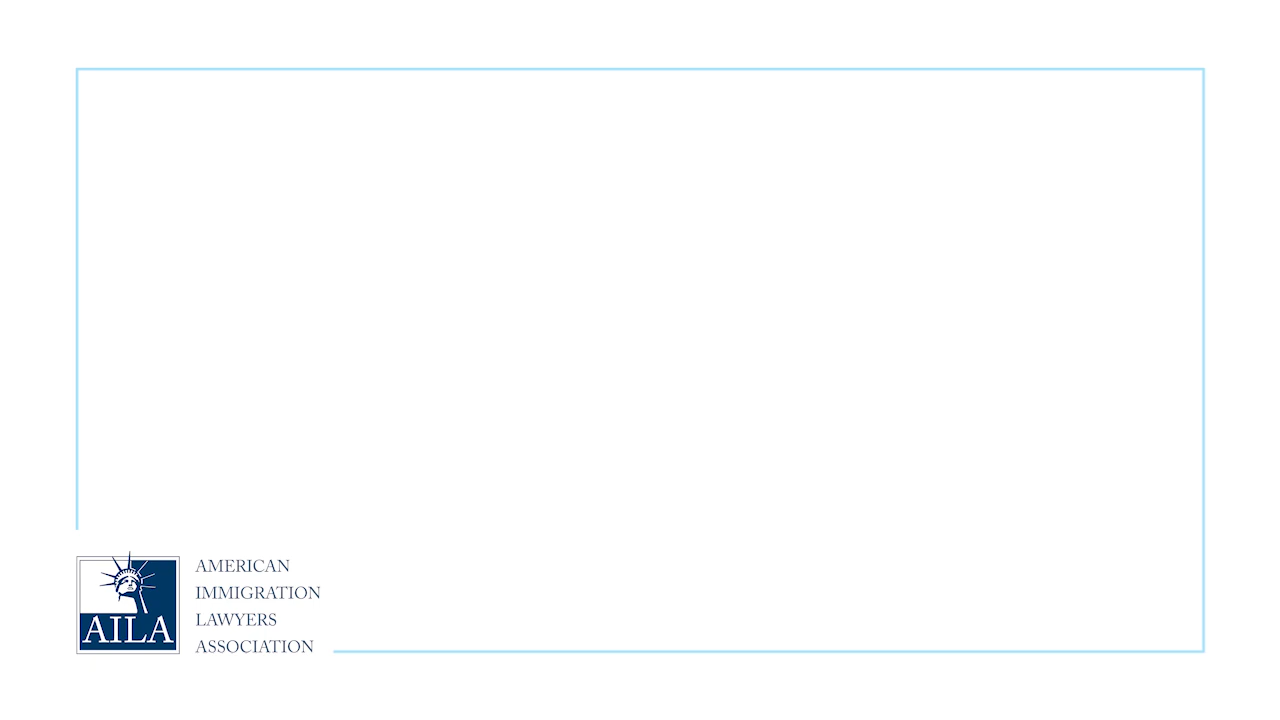 AILA
AMERICAN
IMMIGRATION
LAWYERS
ASSOCIATION